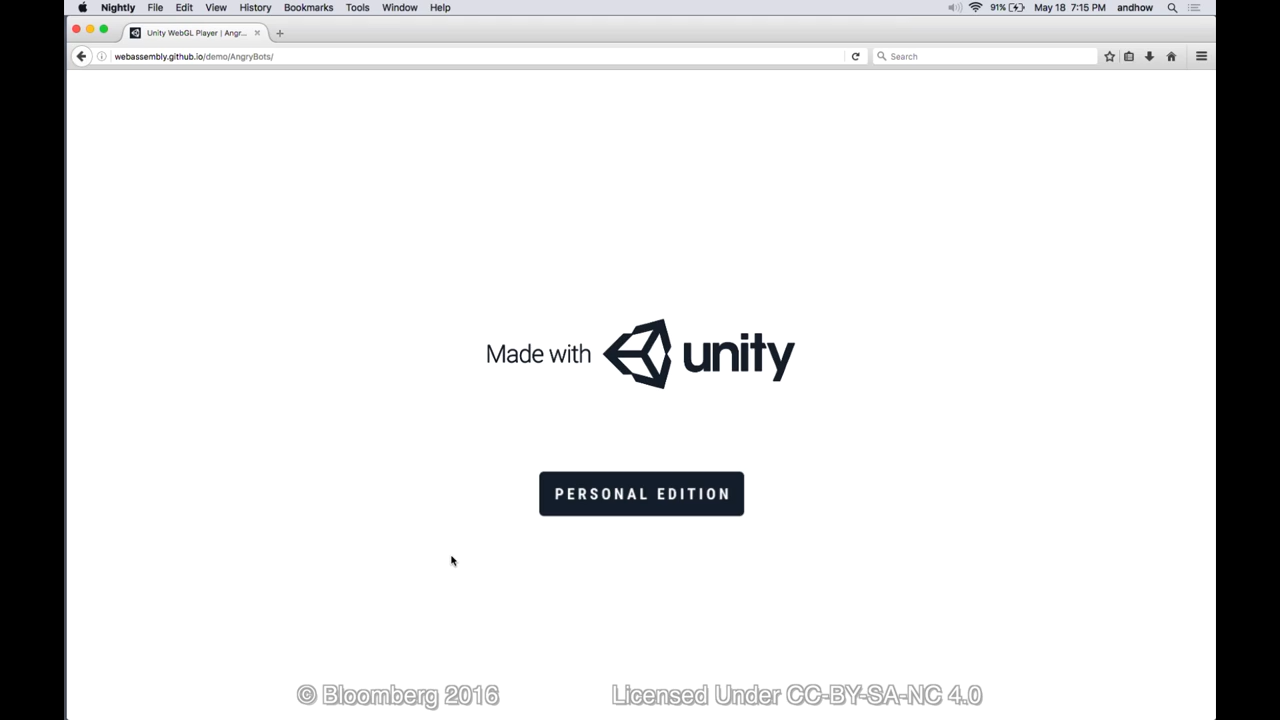 Nightly File Edit View History Bookmarks Tools Window Help 91% May 18 7:15 PM andhow
Unity WebGL Player | Angr...
webassembly.github.io/demo/AngryBots/ Search
Made with unity
PERSONAL EDITION
© Bloomberg 2016 Licensed Under CC-BY-SA-NC 4.0